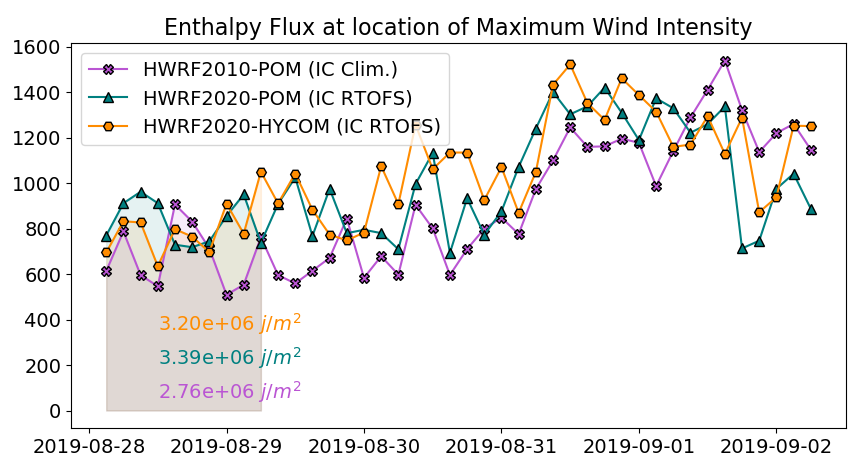 Enthalpy Flux at location of Maximum Wind Intensity
1600
1400
1200
1000
800
600
400
200
0
HWRF2010-POM (IC Clim.)
HWRF2020-POM (IC RTOFS)
HWRF2020-HYCOM (IC RTOFS)
3.20e+06 j/m²
3.39e+06 j/m²
2.76e+06 j/m²
2019-08-28 2019-08-29 2019-08-30 2019-08-31 2019-09-01 2019-09-02